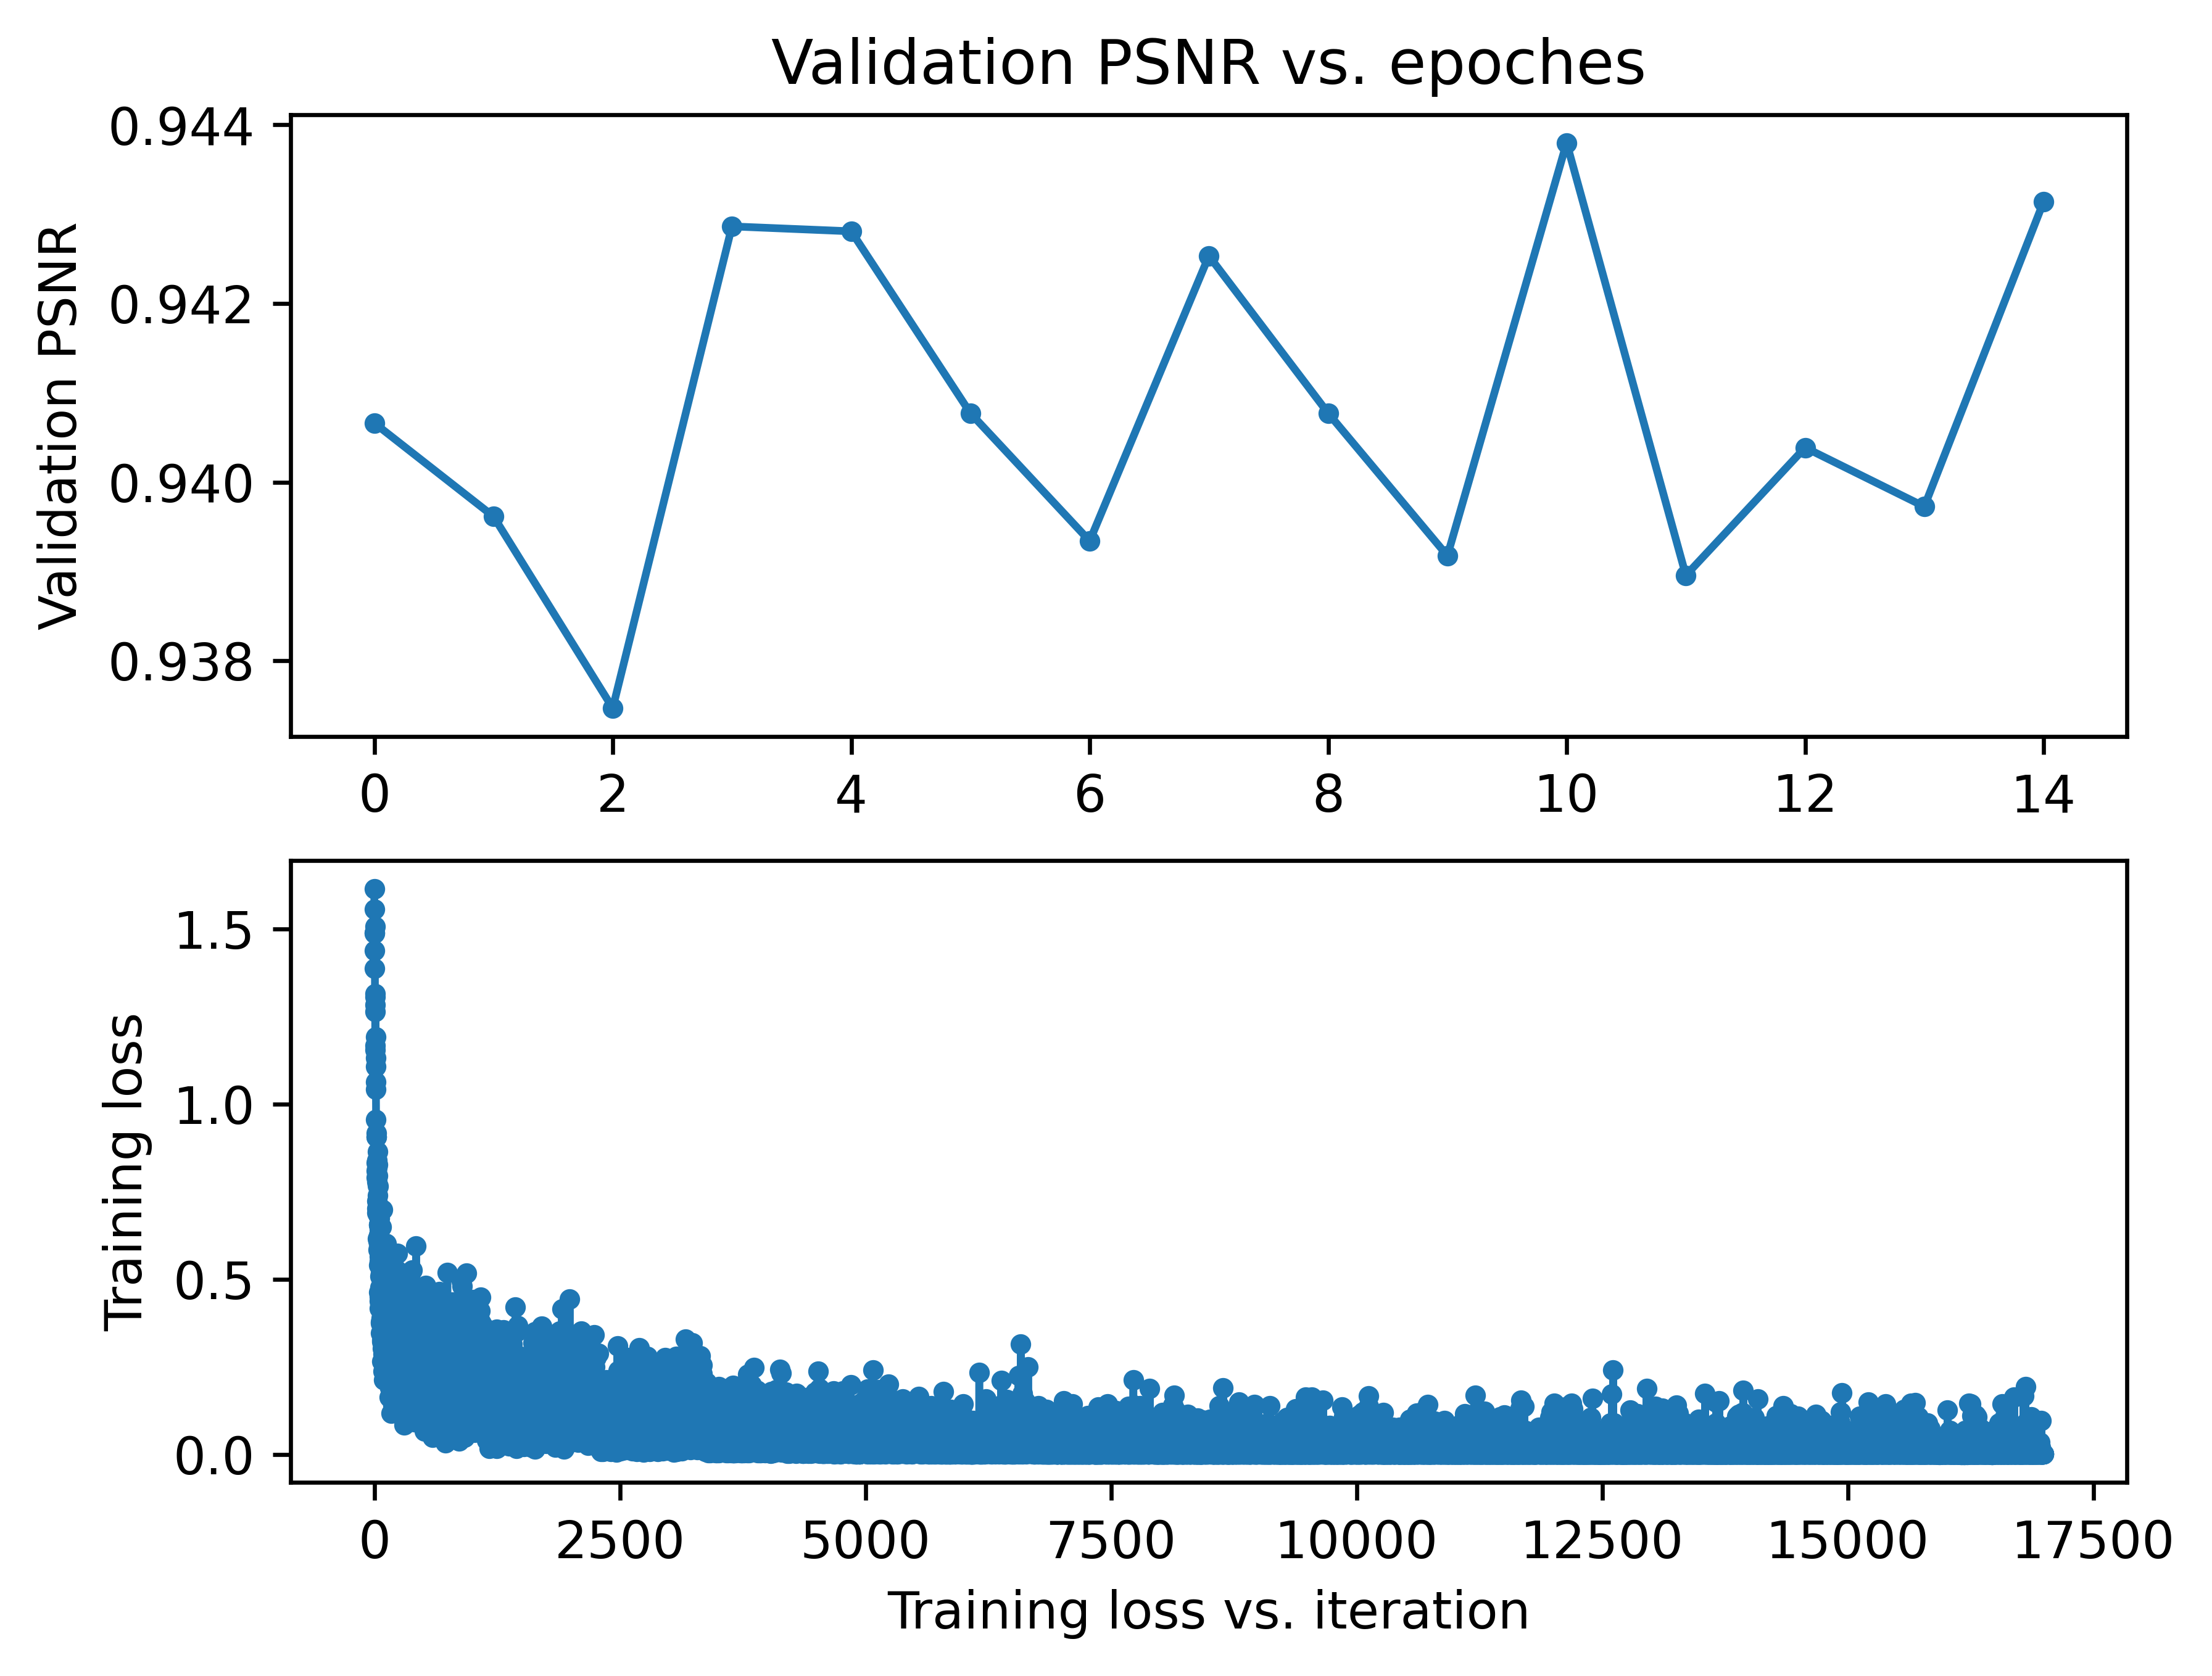 Validation PSNR vs. epoches
Validation PSNR
0.944
0.942
0.940
0.938
0 2 4 6 8 10 12 14
Training loss
1.5
1.0
0.5
0.0
0 2500 5000 7500 10000 12500 15000 17500
Training loss vs. iteration